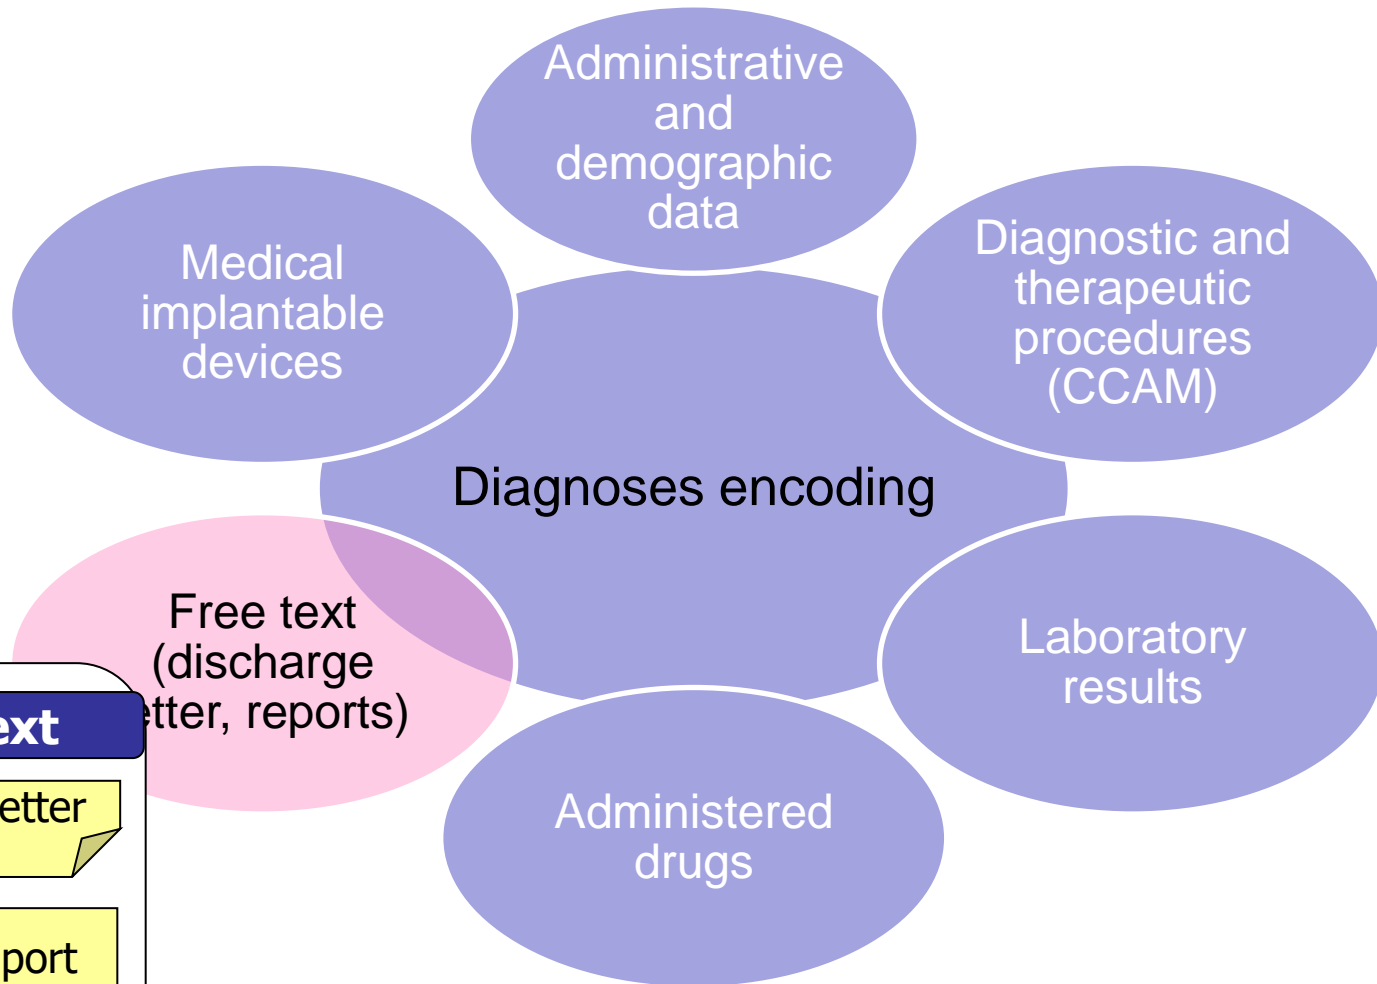 Administrative
and
demographic
data
Medical
implantable
devices
Diagnostic and
therapeutic
procedures
(CCAM)
Diagnoses encoding
Free text
(discharge
etter, reports)
Laboratory
results
Administered
drugs
ext
etter
port